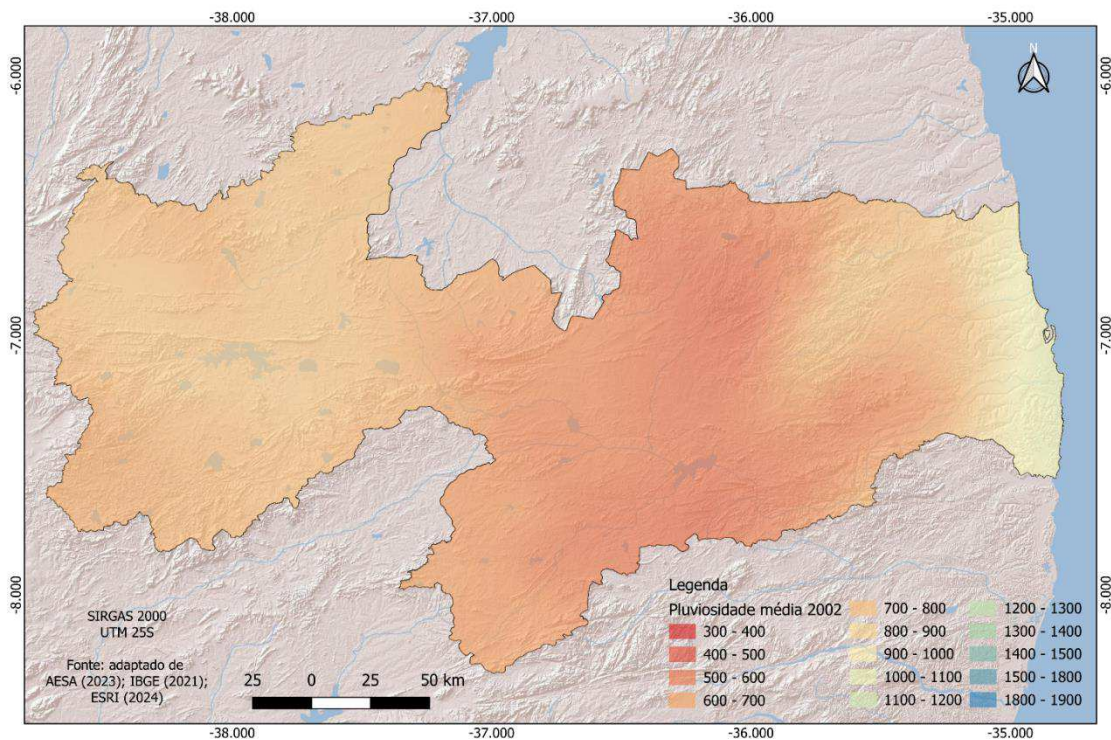 -38.000
-37.000
-36.000
-35.000
-6.000
-6.000
N
-7.000
-7.000
-8.000
-8.000
SIRGAS 2000
UTM 25S
Fonte: adaptado de
AESA (2023); IBGE (2021);
ESRI (2024)
25 0 25 50 km
Legenda
Pluviosidade média 2002
300 - 400
400 - 500
500 - 600
600 - 700
700 - 800
800 - 900
900 - 1000
1000 - 1100
1100 - 1200
1200 - 1300
1300 - 1400
1400 - 1500
1500 - 1800
1800 - 1900
-38.000
-37.000
-36.000
-35.000